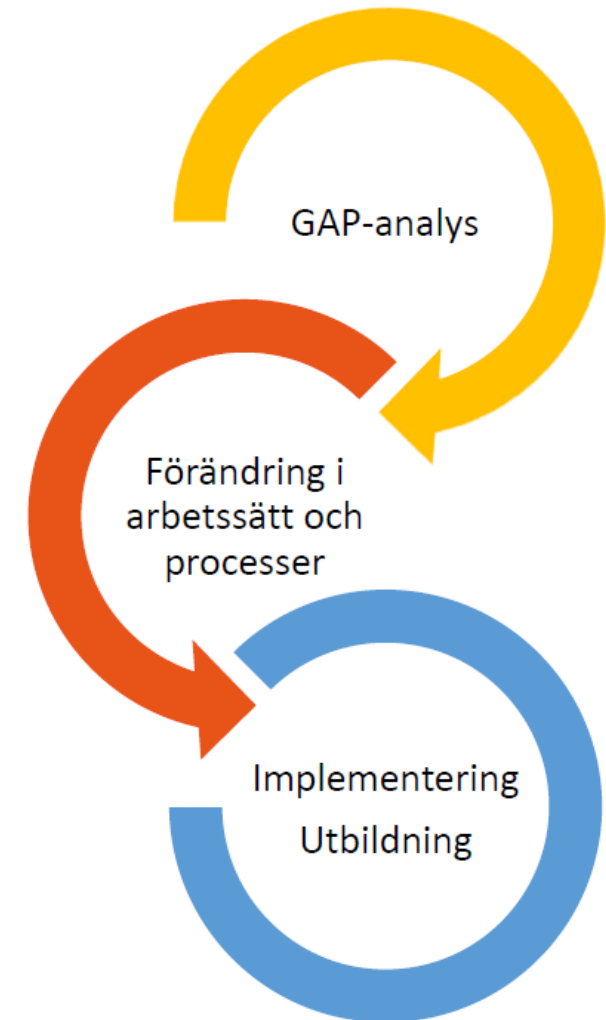 GAP-analys
Förändring i
arbetssätt och
processer
Implementering
Utbildning